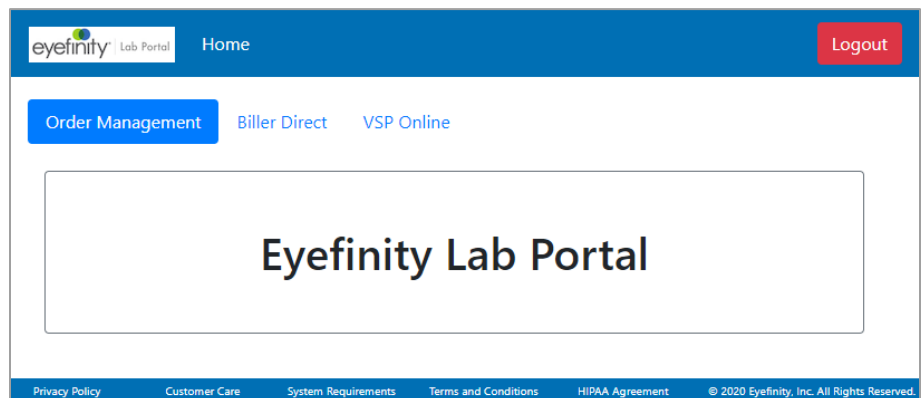 eyefinity Lab Portal Home Logout
Order Management Biller Direct VSP Online
Eyefinity Lab Portal
Privacy Policy Customer Care System Requirements Terms and Conditions HIPAA Agreement © 2020 Eyefinity, Inc. All Rights Reserved.